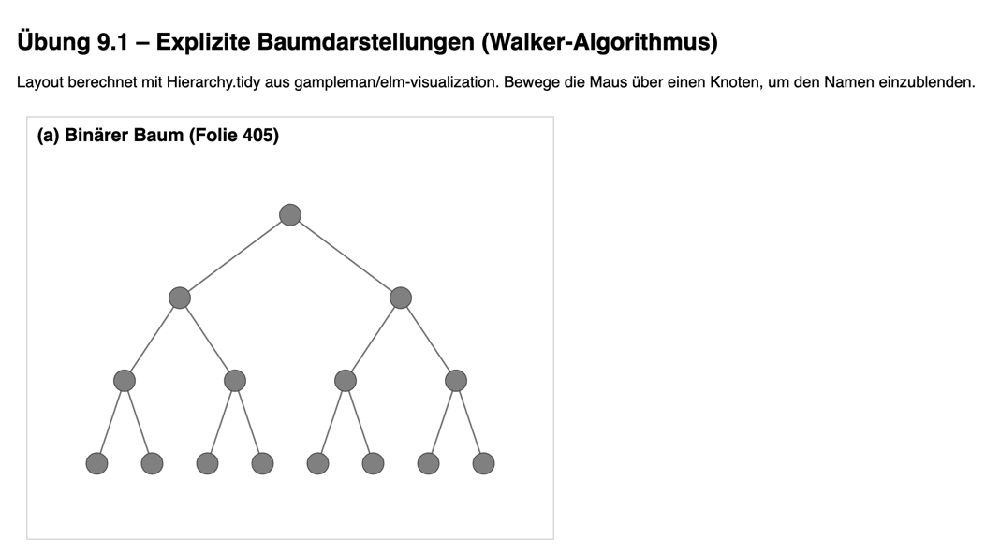 Übung 9.1 – Explizite Baumdarstellungen (Walker-Algorithmus)
Layout berechnet mit Hierarchy.tidy aus gampleman/elm-visualization. Bewege die Maus über einen Knoten, um den Namen einzublenden.
(a) Binärer Baum (Folie 405)